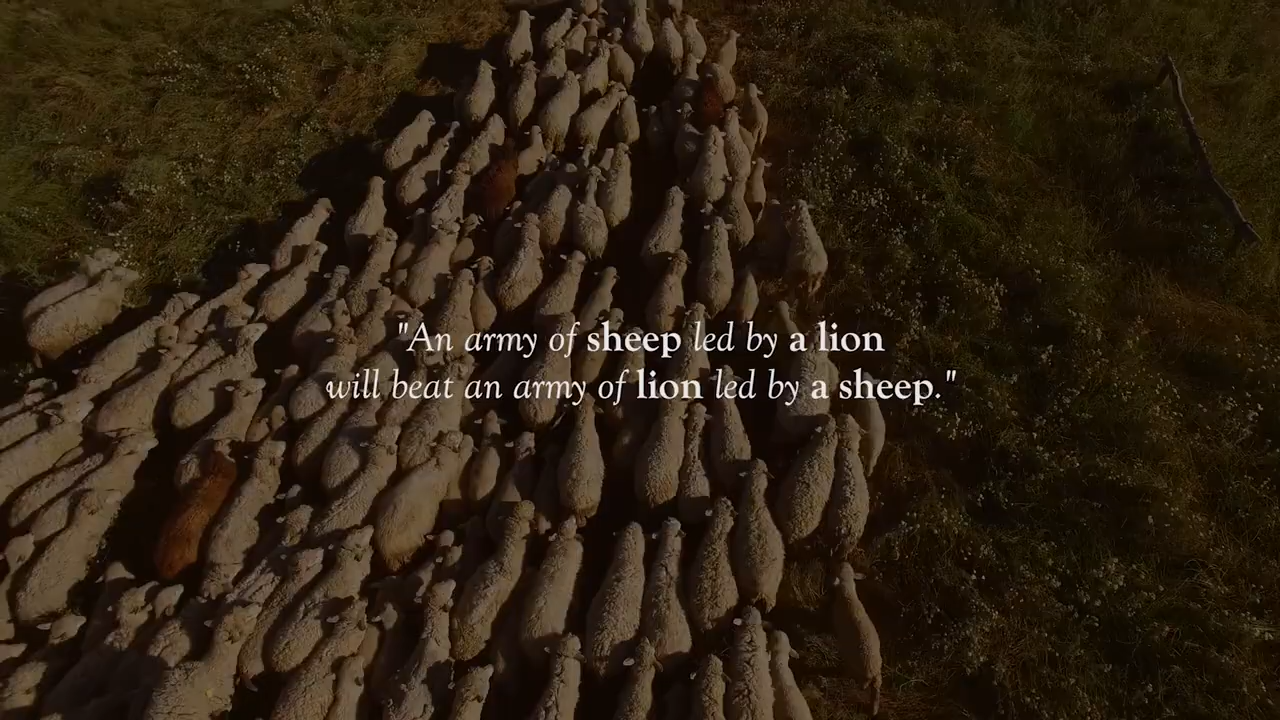 "An army of sheep led by a lion
will beat an army of lion led by a sheep."